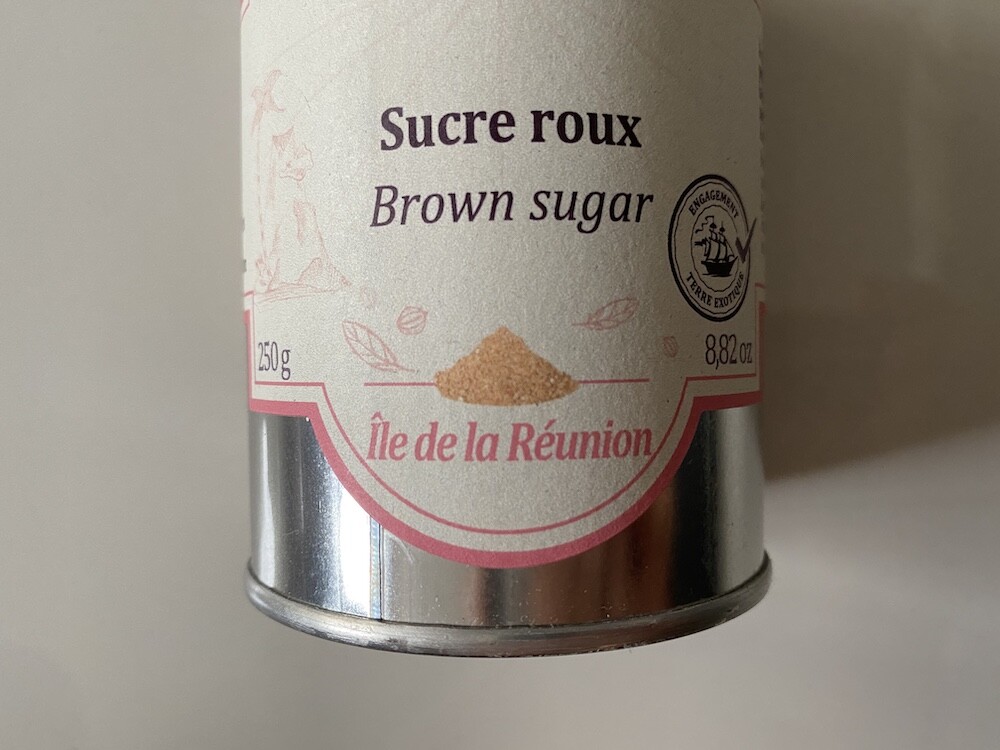 Sucre roux
Brown sugar
ENGAGEMENT
TERRE EXOTIQUE
250 g
8,82 oz
Île de la Réunion